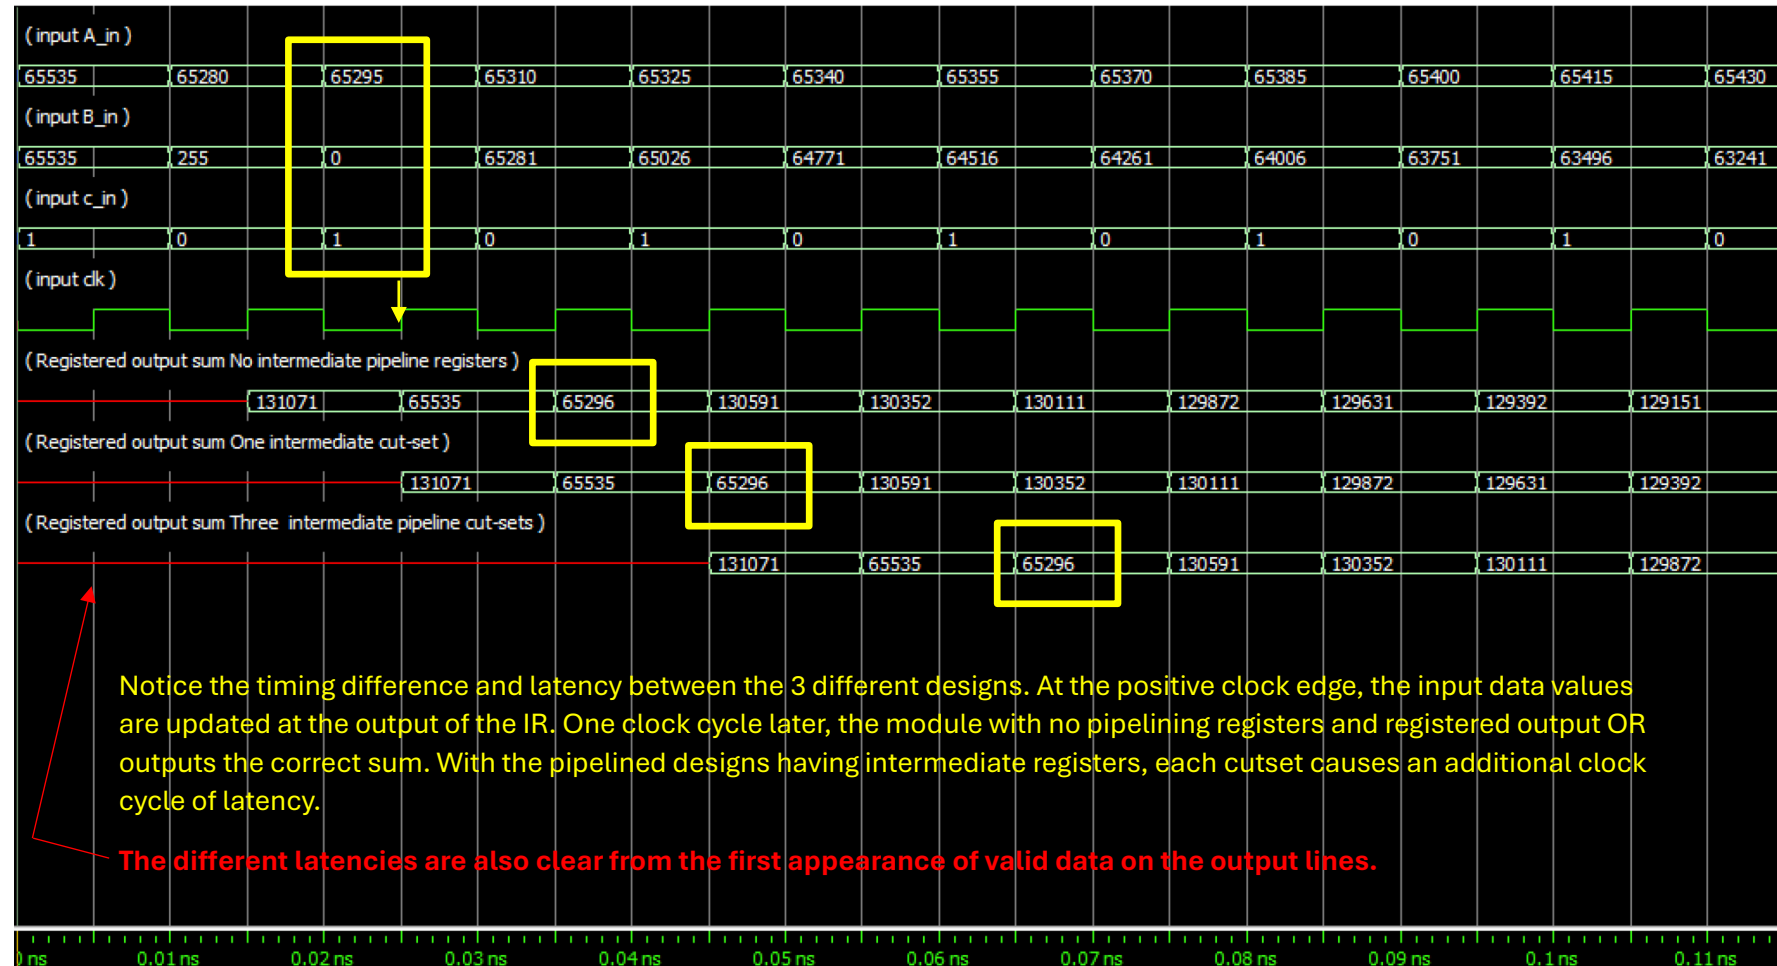 ( input A_in )
65535 65280 65295 65310 65325 65340 65355 65370 65385 65400 65415 65430
( input B_in )
65535 255 0 65281 65026 64771 64516 64261 64006 63751 63496 63241
( input c_in )
1 0 1 0 1 0 1 0 1 0 1 0
( input clk )
( Registered output sum No intermediate pipeline registers )
131071 65535 65296 130591 130352 130111 129872 129631 129392 129151
( Registered output sum One intermediate cut-set )
131071 65535 65296 130591 130352 130111 129872 129631 129392
( Registered output sum Three intermediate pipeline cut-sets )
131071 65535 65296 130591 130352 130111 129872
Notice the timing difference and latency between the 3 different designs. At the positive clock edge, the input data values
are updated at the output of the IR. One clock cycle later, the module with no pipelining registers and registered output OR
outputs the correct sum. With the pipelined designs having intermediate registers, each cutset causes an additional clock
cycle of latency.
The different latencies are also clear from the first appearance of valid data on the output lines.
0 ns 0.01 ns 0.02 ns 0.03 ns 0.04 ns 0.05 ns 0.06 ns 0.07 ns 0.08 ns 0.09 ns 0.1 ns 0.11 ns